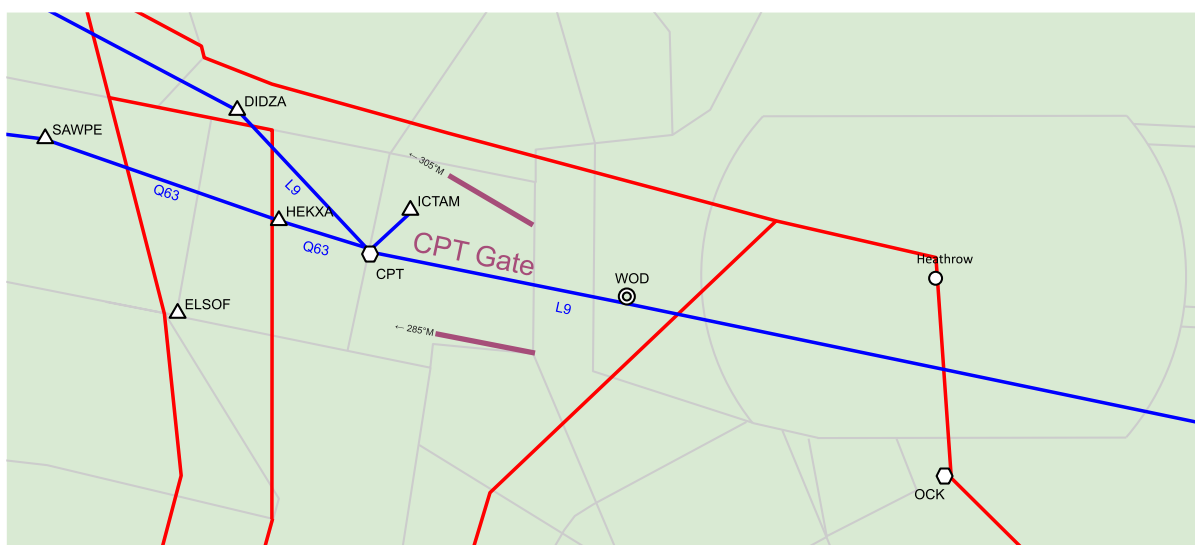 DIDZA
SAWPE
← 305°M
L9
Q63
ICTAM
HEKXA
Q63
CPT Gate
Heathrow
CPT
WOD
ELSOF
L9
← 285°M
OCK